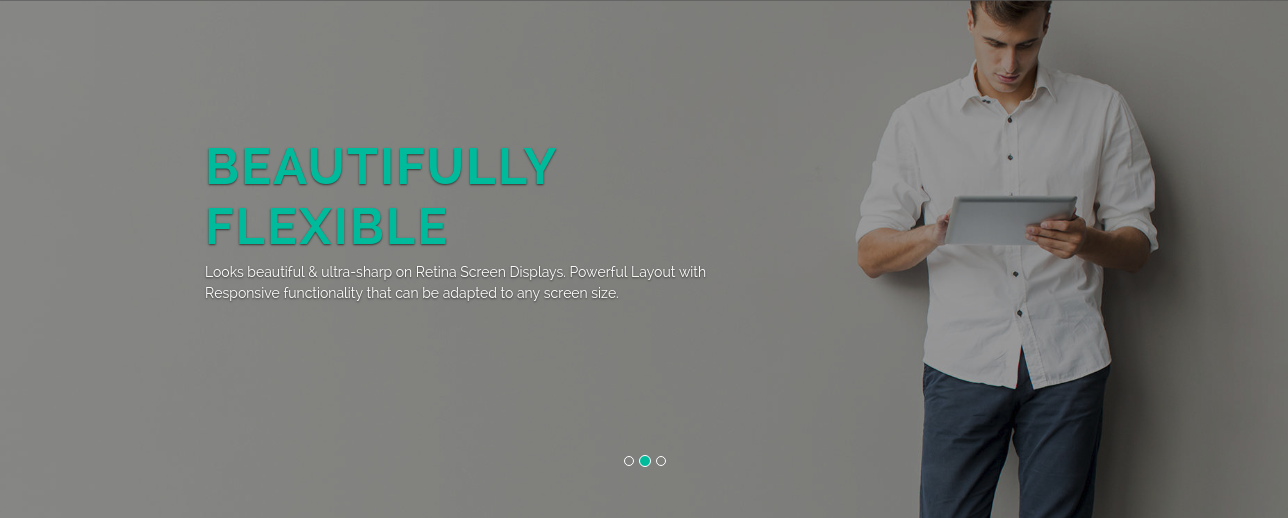 BEAUTIFULLY
FLEXIBLE
Looks beautiful & ultra-sharp on Retina Screen Displays. Powerful Layout with
Responsive functionality that can be adapted to any screen size.